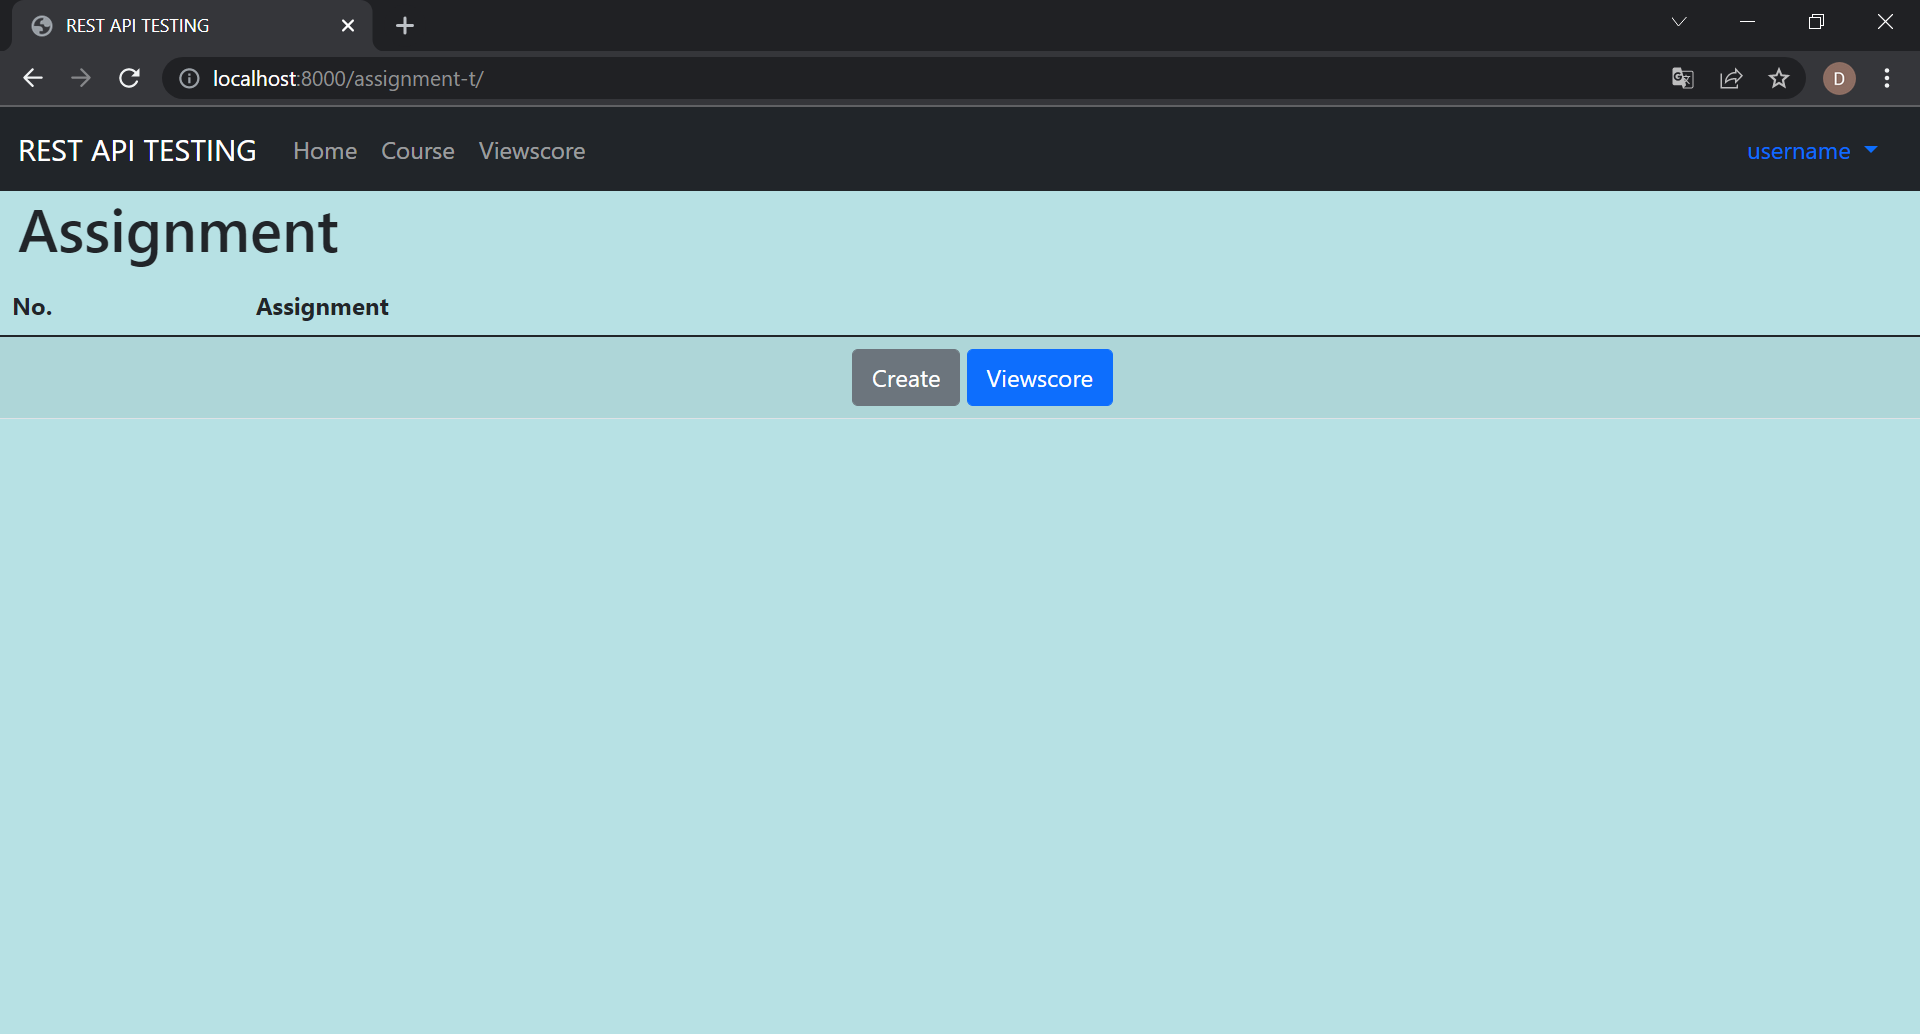 REST API TESTING
localhost:8000/assignment-t/
D
REST API TESTING Home Course Viewscore username
Assignment
No. Assignment
Create Viewscore